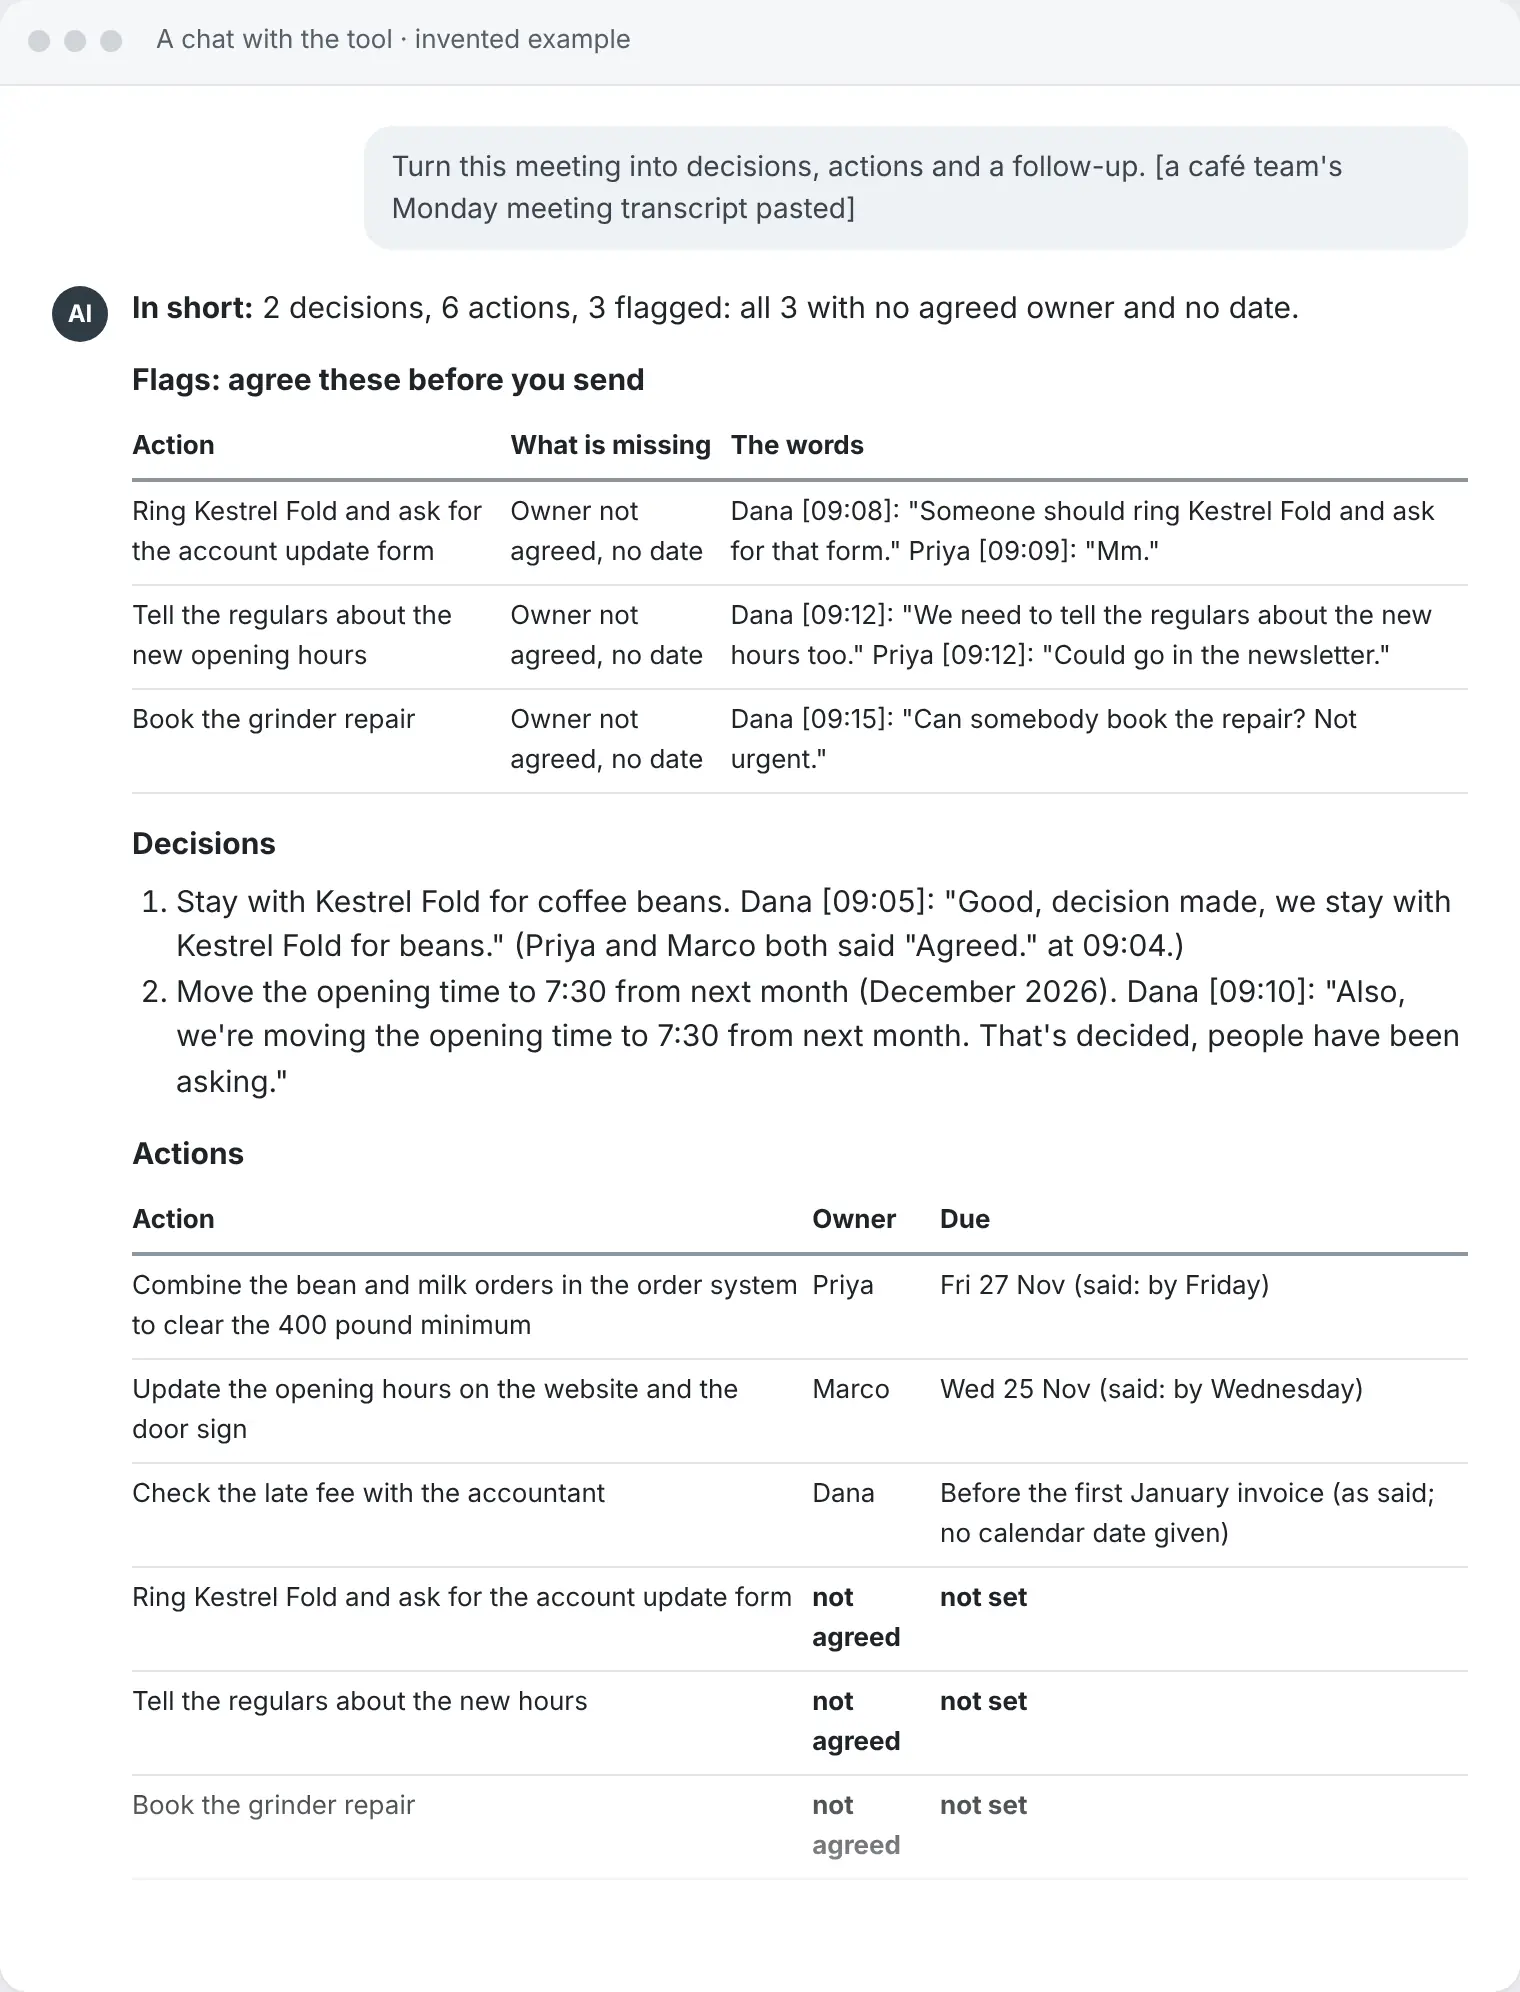 A chat with the tool · invented example
Turn this meeting into decisions, actions and a follow-up. [a café team's
Monday meeting transcript pasted]
AI
In short: 2 decisions, 6 actions, 3 flagged: all 3 with no agreed owner and no date.
Flags: agree these before you send
Action What is missing The words
Ring Kestrel Fold and ask for Owner not Dana [09:08]: "Someone should ring Kestrel Fold and ask
the account update form agreed, no date for that form." Priya [09:09]: "Mm."
Tell the regulars about the Owner not Dana [09:12]: "We need to tell the regulars about the new
new opening hours agreed, no date hours too." Priya [09:12]: "Could go in the newsletter."
Book the grinder repair Owner not Dana [09:15]: "Can somebody book the repair? Not
agreed, no date urgent."
Decisions
1. Stay with Kestrel Fold for coffee beans. Dana [09:05]: "Good, decision made, we stay with
Kestrel Fold for beans." (Priya and Marco both said "Agreed." at 09:04.)
2. Move the opening time to 7:30 from next month (December 2026). Dana [09:10]: "Also,
we're moving the opening time to 7:30 from next month. That's decided, people have been
asking."
Actions
Action Owner Due
Combine the bean and milk orders in the order system Priya Fri 27 Nov (said: by Friday)
to clear the 400 pound minimum
Update the opening hours on the website and the Marco Wed 25 Nov (said: by Wednesday)
door sign
Check the late fee with the accountant Dana Before the first January invoice (as said;
no calendar date given)
Ring Kestrel Fold and ask for the account update form not not set
agreed
Tell the regulars about the new hours not not set
agreed
Book the grinder repair not not set
agreed